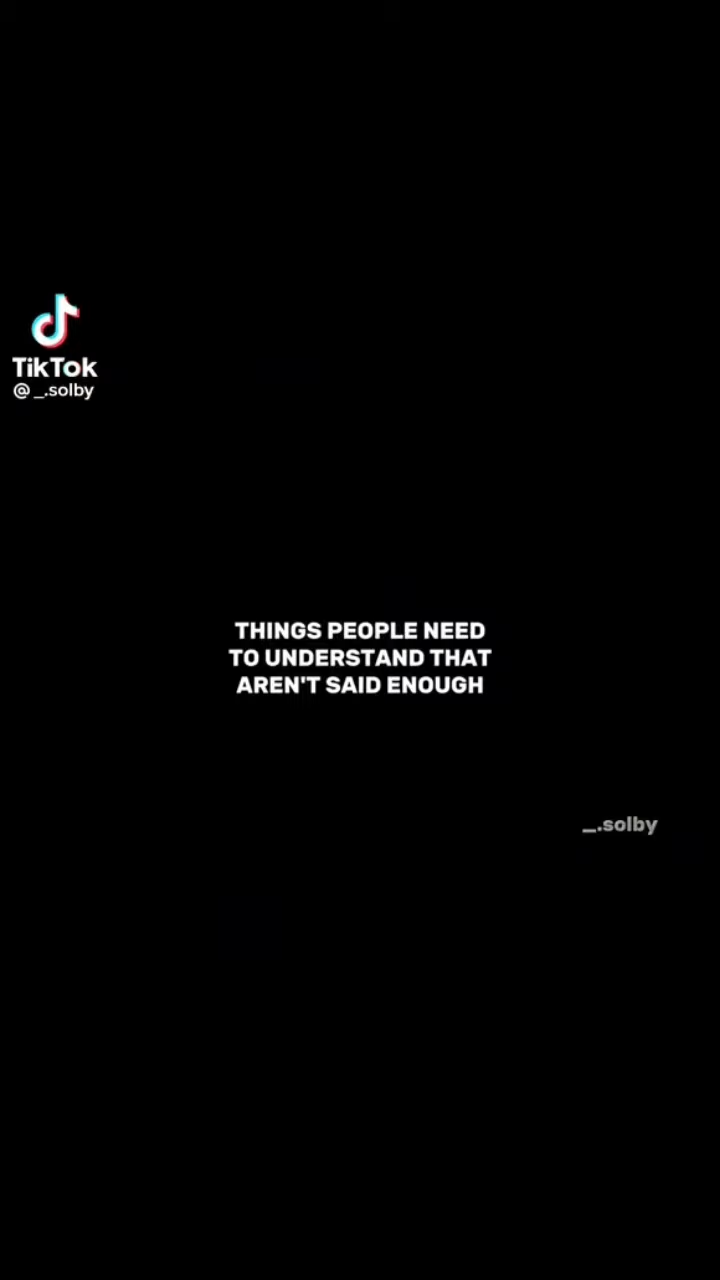 TikTok
@_.solby
THINGS PEOPLE NEED
TO UNDERSTAND THAT
AREN'T SAID ENOUGH
_.solby